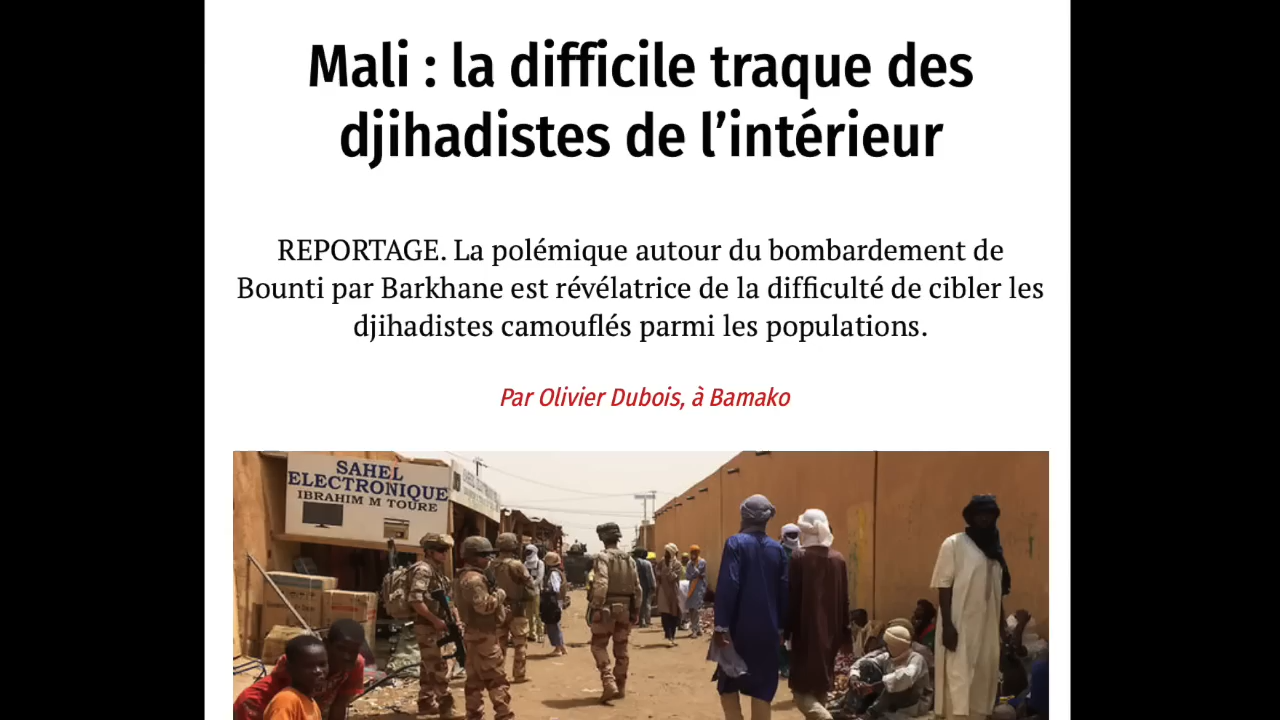 Mali : la difficile traque des
djihadistes de l’intérieur
REPORTAGE. La polémique autour du bombardement de
Bounti par Barkhane est révélatrice de la difficulté de cibler les
djihadistes camouflés parmi les populations.
Par Olivier Dubois, à Bamako
SAHEL
ELECTRONIQUE
IBRAHIM M TOURE